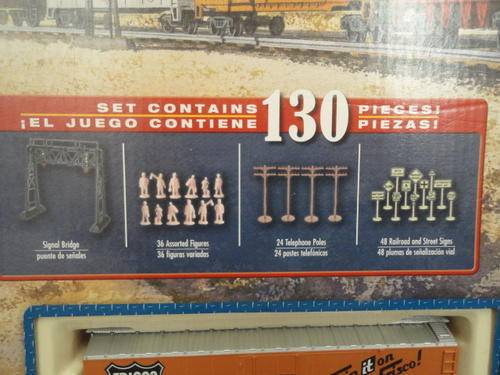 SET CONTAINS 130 PIECES!
¡EL JUEGO CONTIENE PIEZAS!
Signal Bridge
puente de señales
36 Assorted Figures
36 figuras variadas
24 Telephone Poles
24 postes telefónicos
48 Railroad and Street Signs
48 plumas de señalización vial
FRISCO
it on
Frisco!